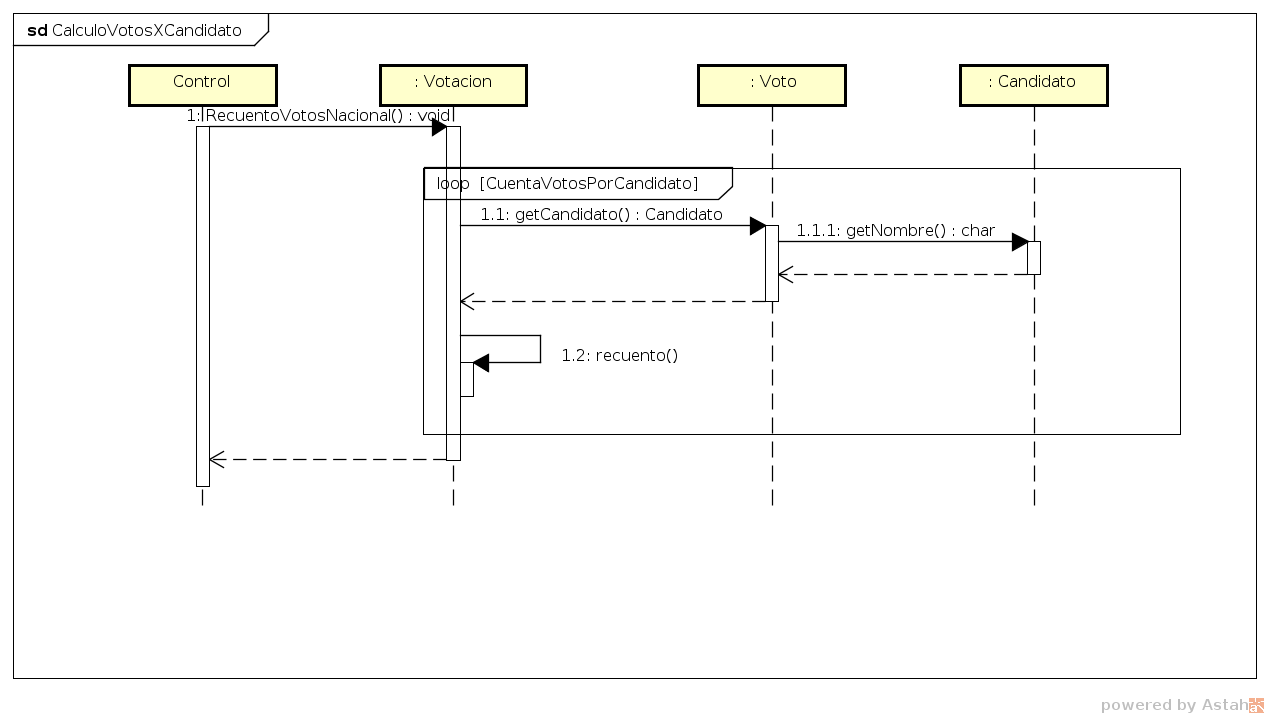 sd CalculoVotosXCandidato
Control
: Votacion
: Voto
: Candidato
1: RecuentoVotosNacional() : void
loop [CuentaVotosPorCandidato]
1.1: getCandidato() : Candidato
1.1.1: getNombre() : char
1.2: recuento()
powered by Astah